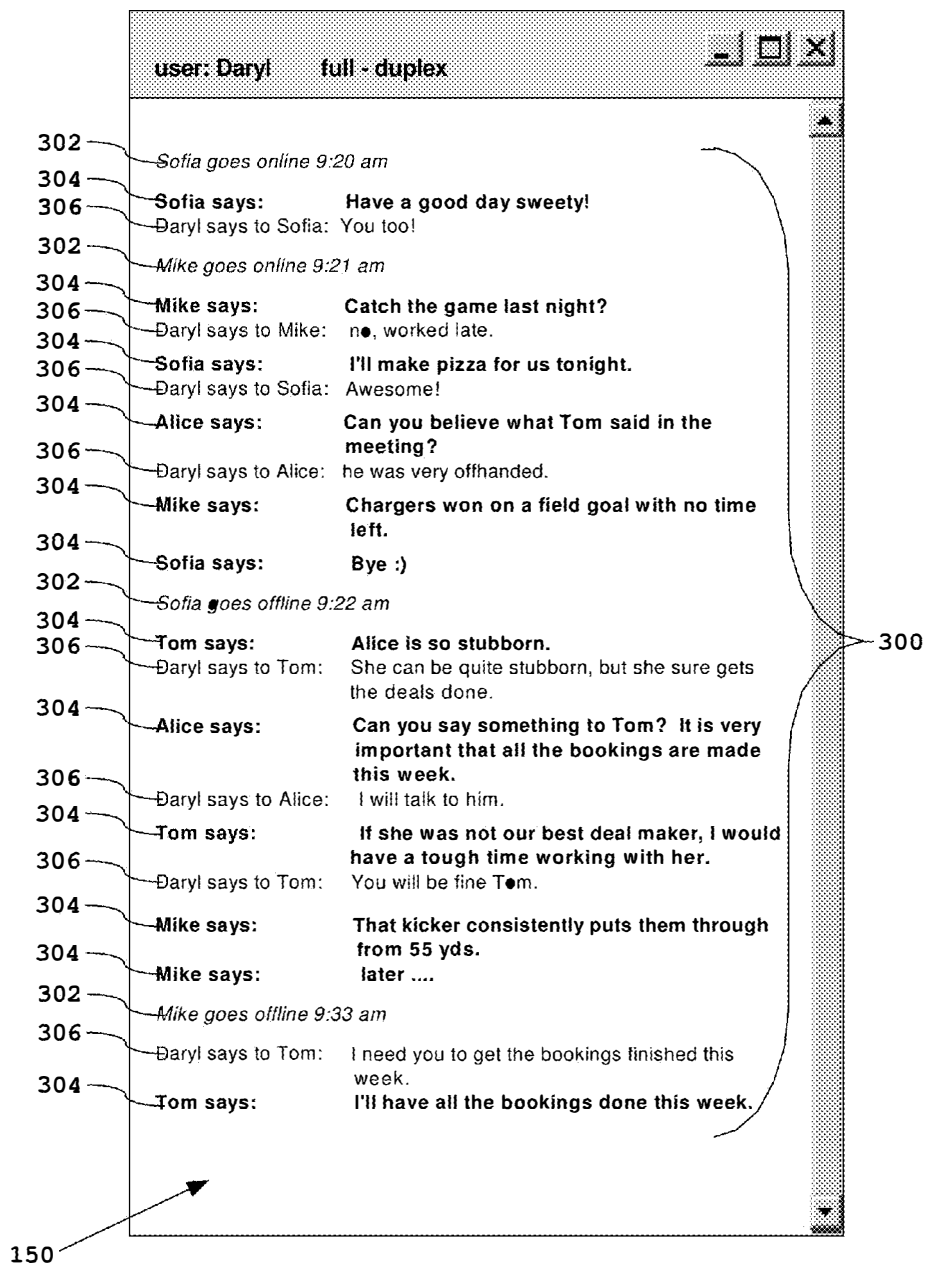 user: Daryl full - duplex
302
Sofia goes online 9:20 am
304
Sofia says: Have a good day sweety!
306
Daryl says to Sofia: You too!
302
Mike goes online 9:21 am
304
Mike says: Catch the game last night?
306
Daryl says to Mike: no, worked late.
304
Sofia says: I'll make pizza for us tonight.
306
Daryl says to Sofia: Awesome!
304
Alice says: Can you believe what Tom said in the
meeting?
306
Daryl says to Alice: he was very offhanded.
304
Mike says: Chargers won on a field goal with no time
left.
304
Sofia says: Bye :)
302
Sofia goes offline 9:22 am
304
Tom says: Alice is so stubborn.
306
Daryl says to Tom: She can be quite stubborn, but she sure gets
the deals done.
300
304
Alice says: Can you say something to Tom? It is very
important that all the bookings are made
this week.
306
Daryl says to Alice: I will talk to him.
304
Tom says: If she was not our best deal maker, I would
have a tough time working with her.
306
Daryl says to Tom: You will be fine Tom.
304
Mike says: That kicker consistently puts them through
from 55 yds.
304
Mike says: later ....
302
Mike goes offline 9:33 am
306
Daryl says to Tom: I need you to get the bookings finished this
week.
304
Tom says: I'll have all the bookings done this week.
150